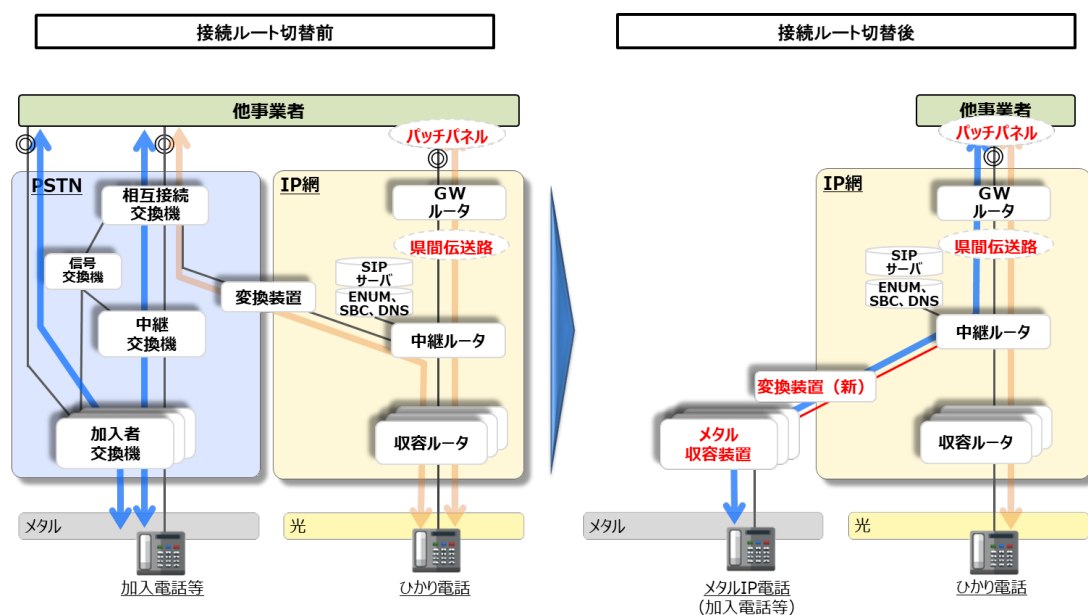 接続ルート切替前
他事業者
パッチパネル
PSTN
相互接続
交換機
信号
交換機
中継
交換機
加入者
交換機
変換装置
IP網
GW
ルータ
県間伝送路
SIP
サーバ
ENUM、
SBC、DNS
中継ルータ
収容ルータ
メタル
光
加入電話等
ひかり電話
接続ルート切替後
他事業者
パッチパネル
IP網
GW
ルータ
県間伝送路
SIP
サーバ
ENUM、
SBC、DNS
中継ルータ
変換装置（新）
メタル
収容装置
収容ルータ
メタル
光
メタルIP電話
(加入電話等)
ひかり電話